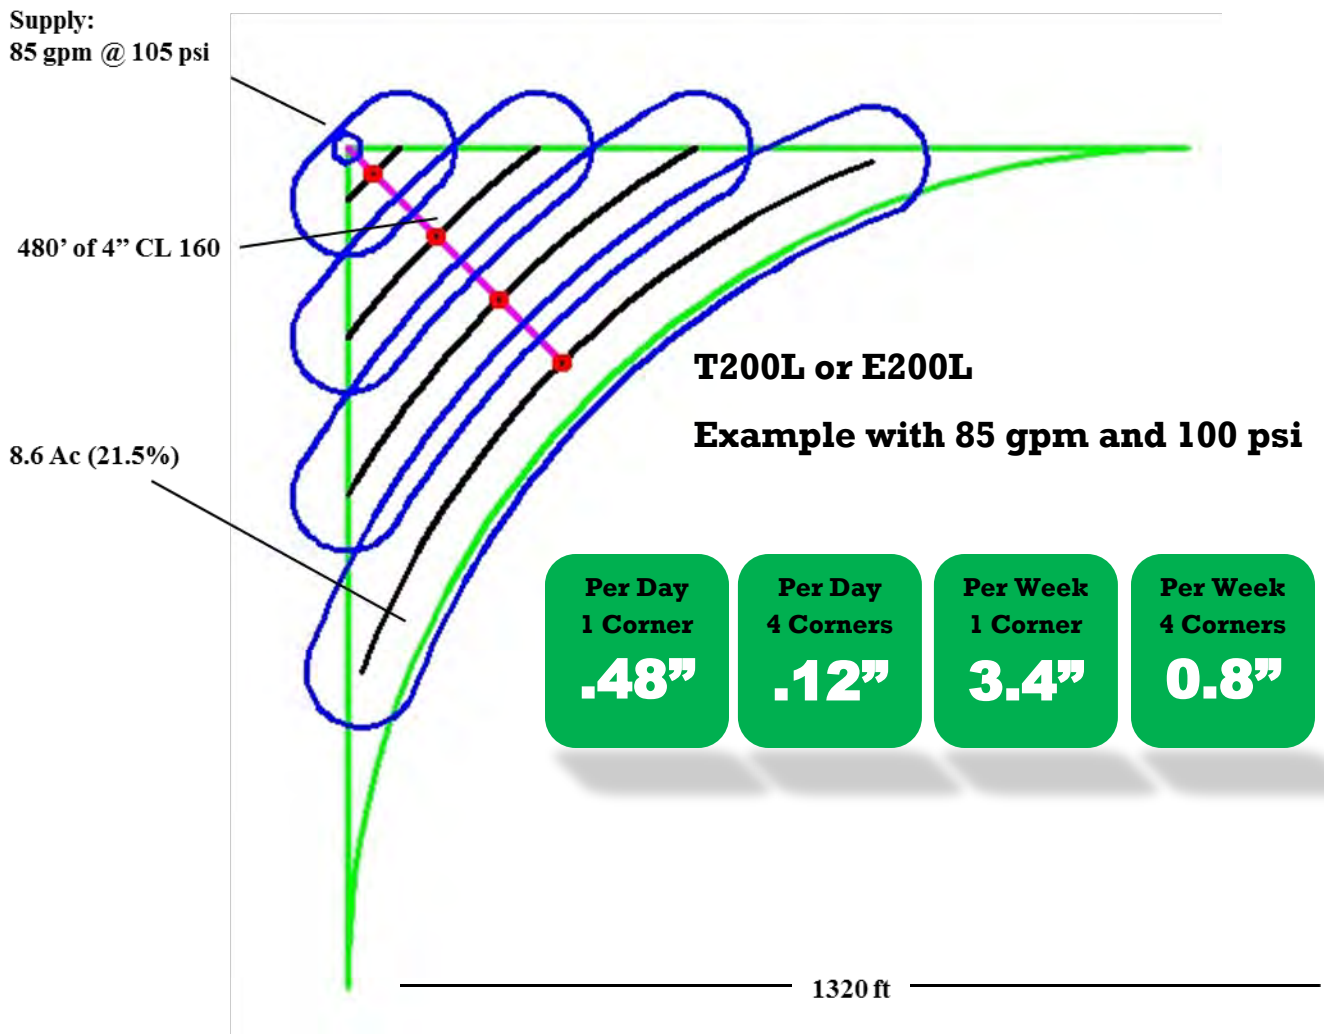 Supply:
85 gpm @ 105 psi
480’ of 4” CL 160
8.6 Ac (21.5%)
T200L or E200L
Example with 85 gpm and 100 psi
Per Day
1 Corner
.48”
Per Day
4 Corners
.12”
Per Week
1 Corner
3.4”
Per Week
4 Corners
0.8”
1320 ft